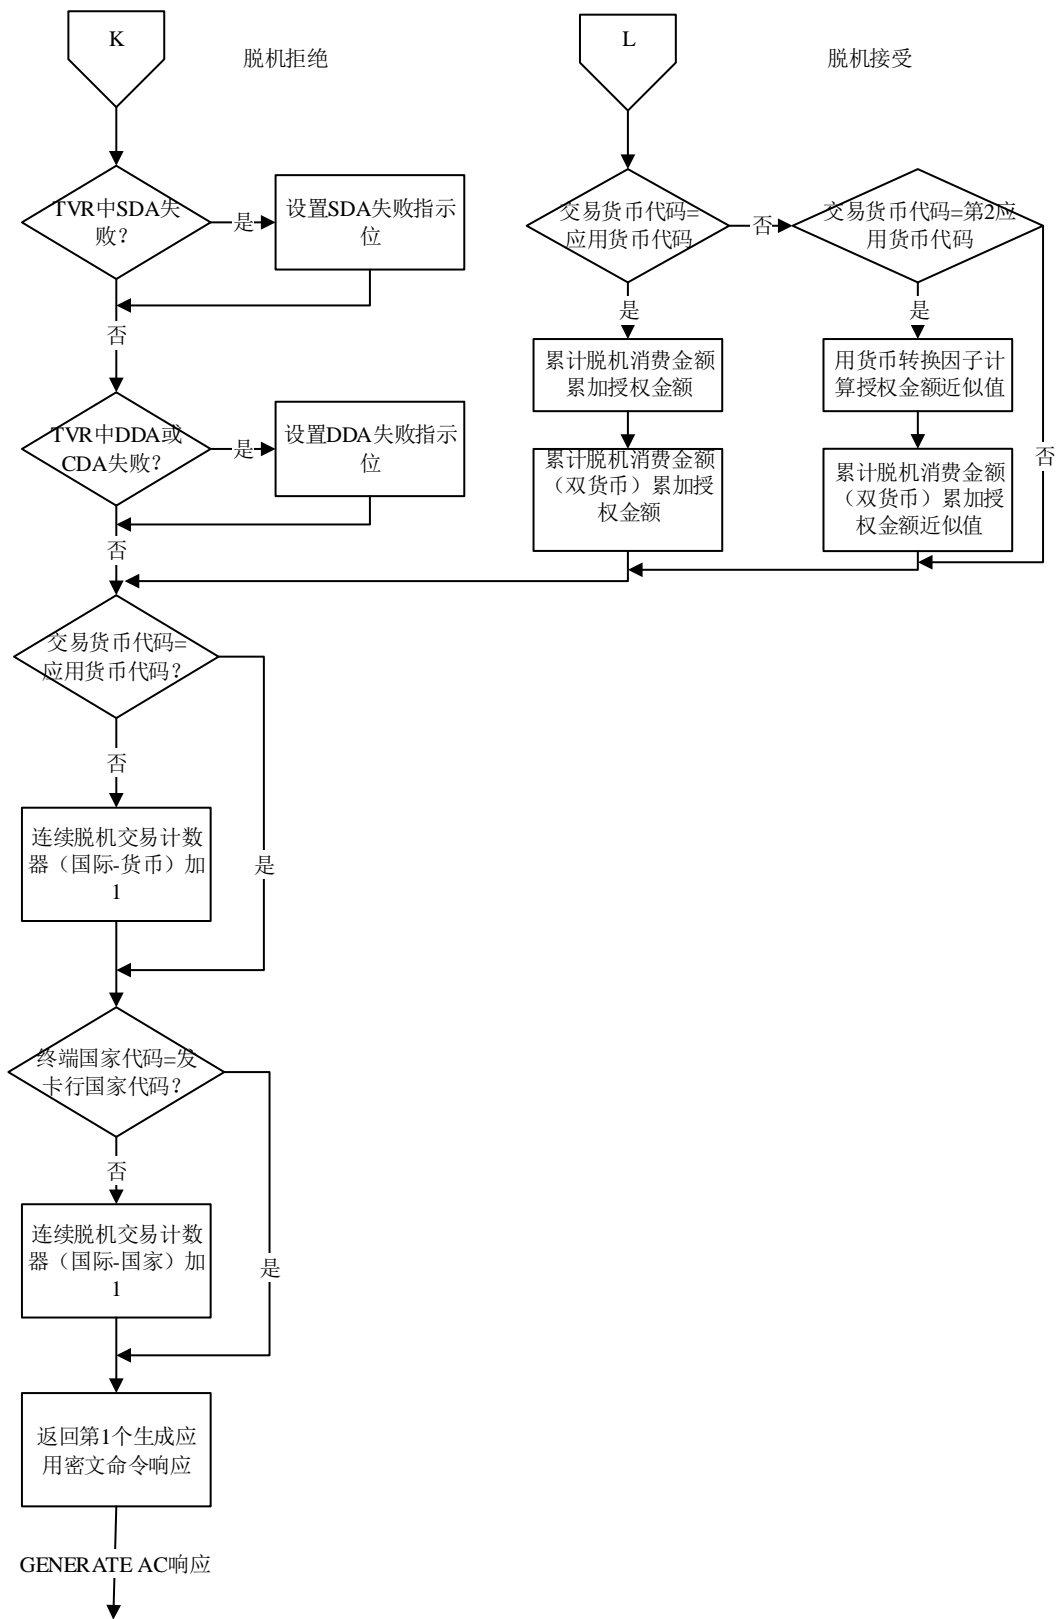 K
脱机拒绝
TVR中SDA失
败？
是
设置SDA失败指示
位
否
TVR中DDA或
CDA失败？
是
设置DDA失败指示
位
否
L
脱机接受
交易货币代码=
应用货币代码
否
交易货币代码=第2应
用货币代码
是
是
累计脱机消费金额
累加授权金额
用货币转换因子计
算授权金额近似值
否
累计脱机消费金额
（双货币）累加授
权金额
累计脱机消费金额
（双货币）累加授
权金额近似值
交易货币代码=
应用货币代码？
否
连续脱机交易计数
器（国际-货币）加
1
是
终端国家代码=发
卡行国家代码？
否
连续脱机交易计数
器（国际-国家）加
1
是
返回第1个生成应
用密文命令响应
GENERATE AC响应